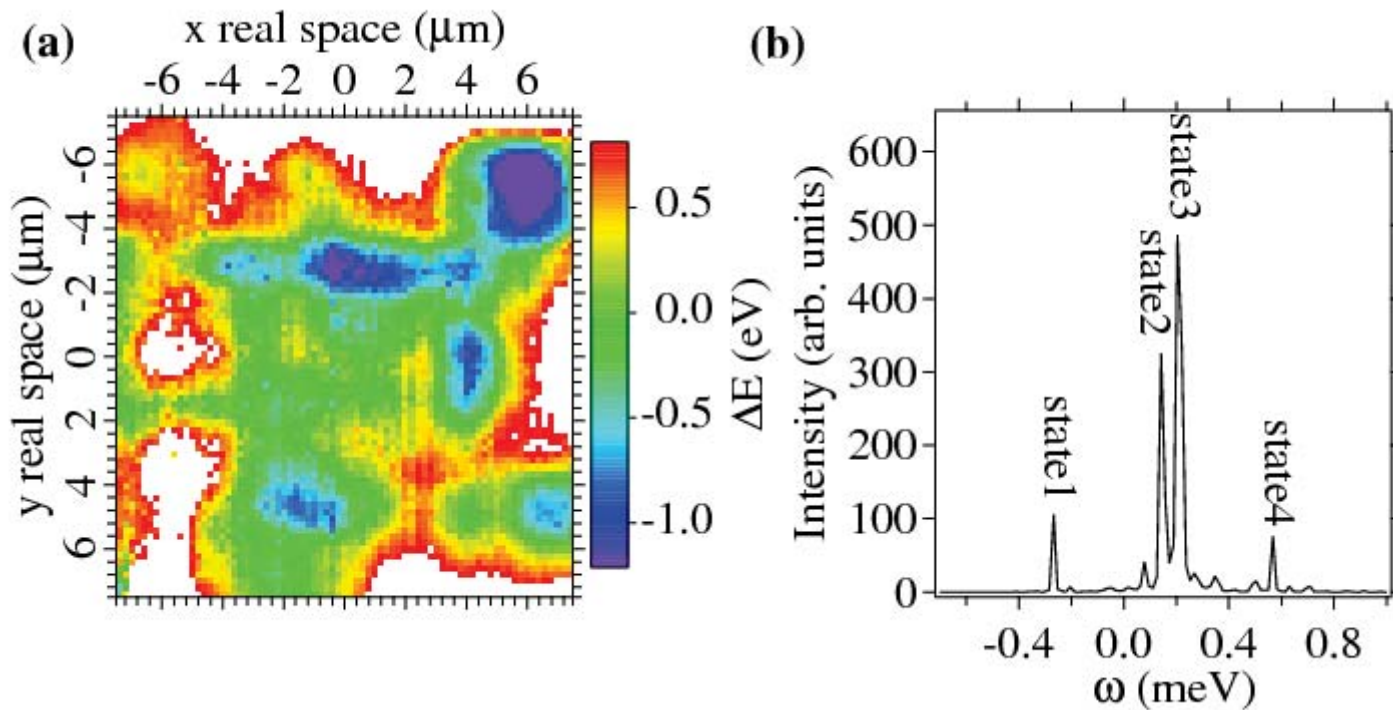 (a)
x real space (μm)
-6 -4 -2 0 2 4 6
y real space (μm)
-6
-4
-2
0
2
4
6
0.5
0.0
-0.5
-1.0
ΔE (eV)
(b)
Intensity (arb. units)
600
500
400
300
200
100
0
state1
state2
state3
state4
-0.4 0.0 0.4 0.8
ω (meV)